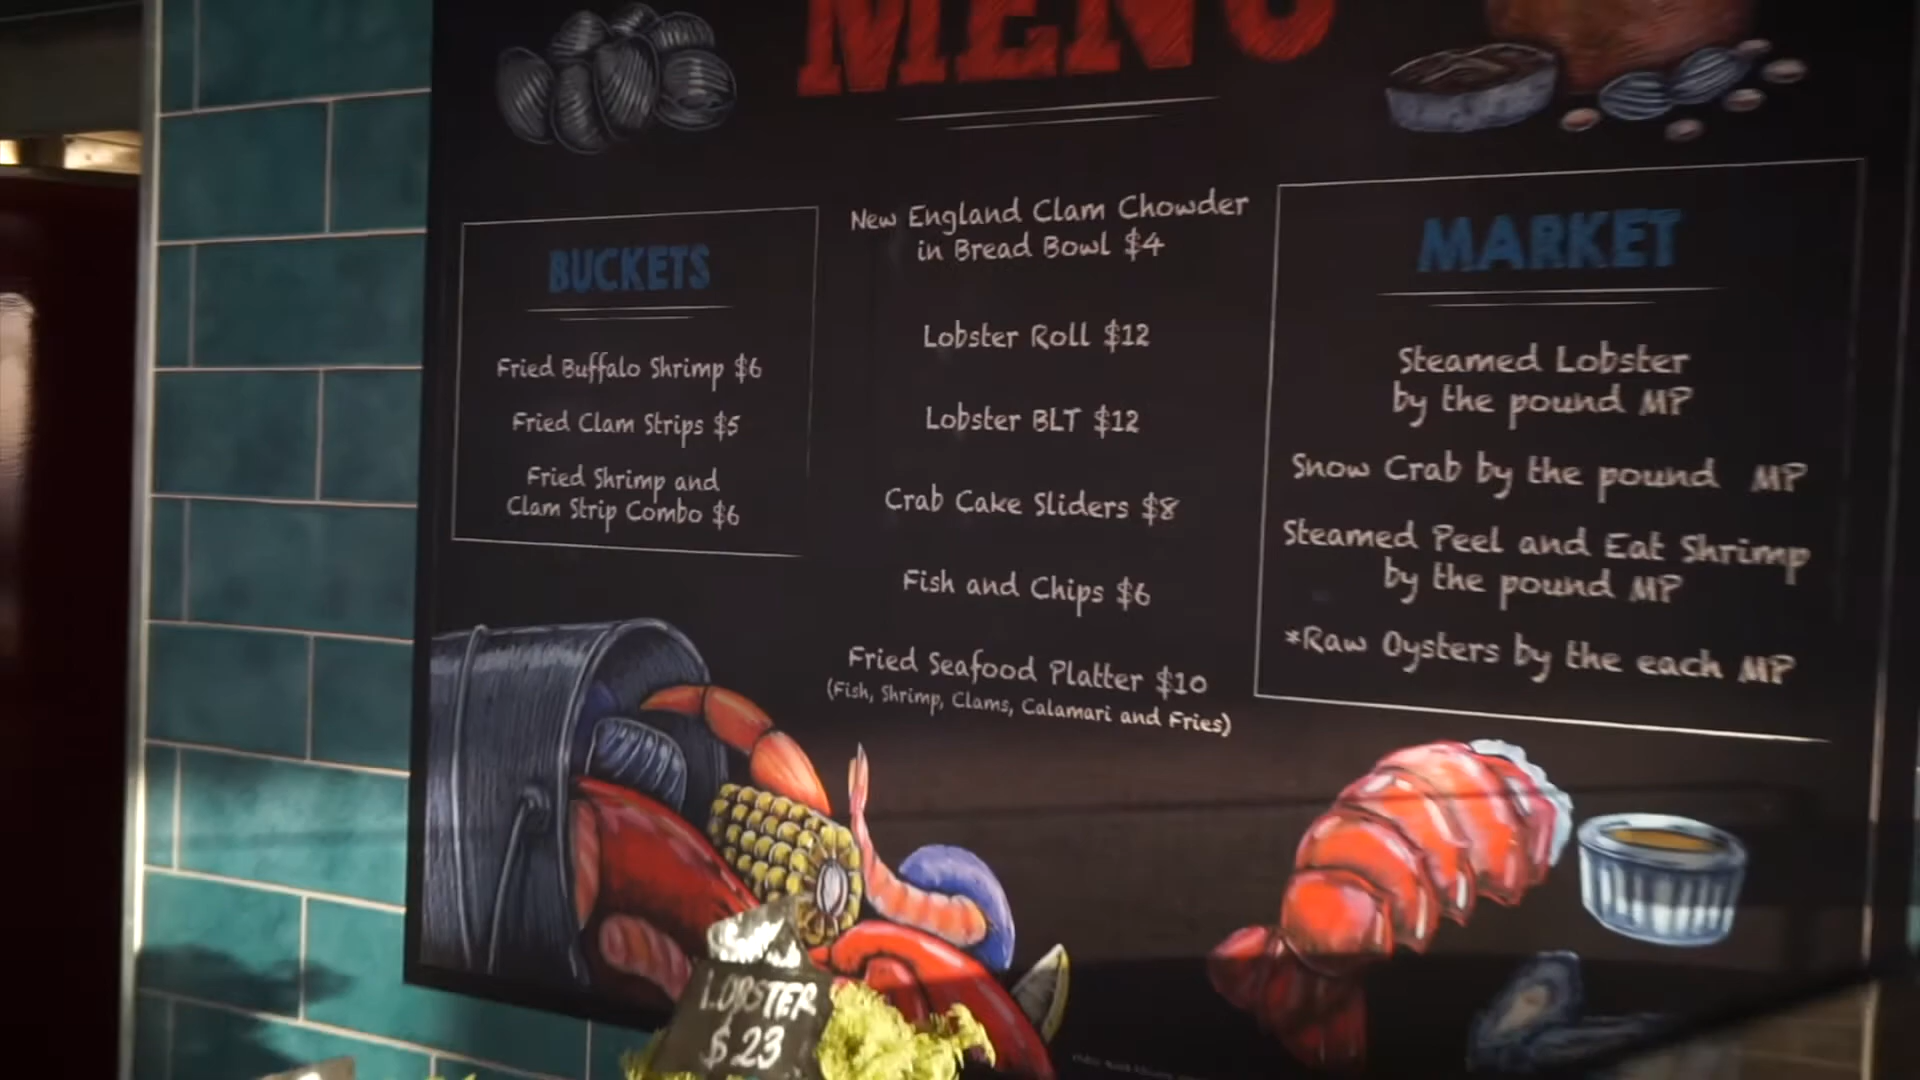 MENU
BUCKETS
Fried Buffalo Shrimp $6
Fried Clam Strips $5
Fried Shrimp and
Clam Strip Combo $6
New England Clam Chowder
in Bread Bowl $4
Lobster Roll $12
Lobster BLT $12
Crab Cake Sliders $8
Fish and Chips $6
Fried Seafood Platter $10
(Fish, Shrimp, Clams, Calamari and Fries)
MARKET
Steamed Lobster
by the pound MP
Snow Crab by the pound MP
Steamed Peel and Eat Shrimp
by the pound MP
*Raw Oysters by the each MP
LOBSTER
$23